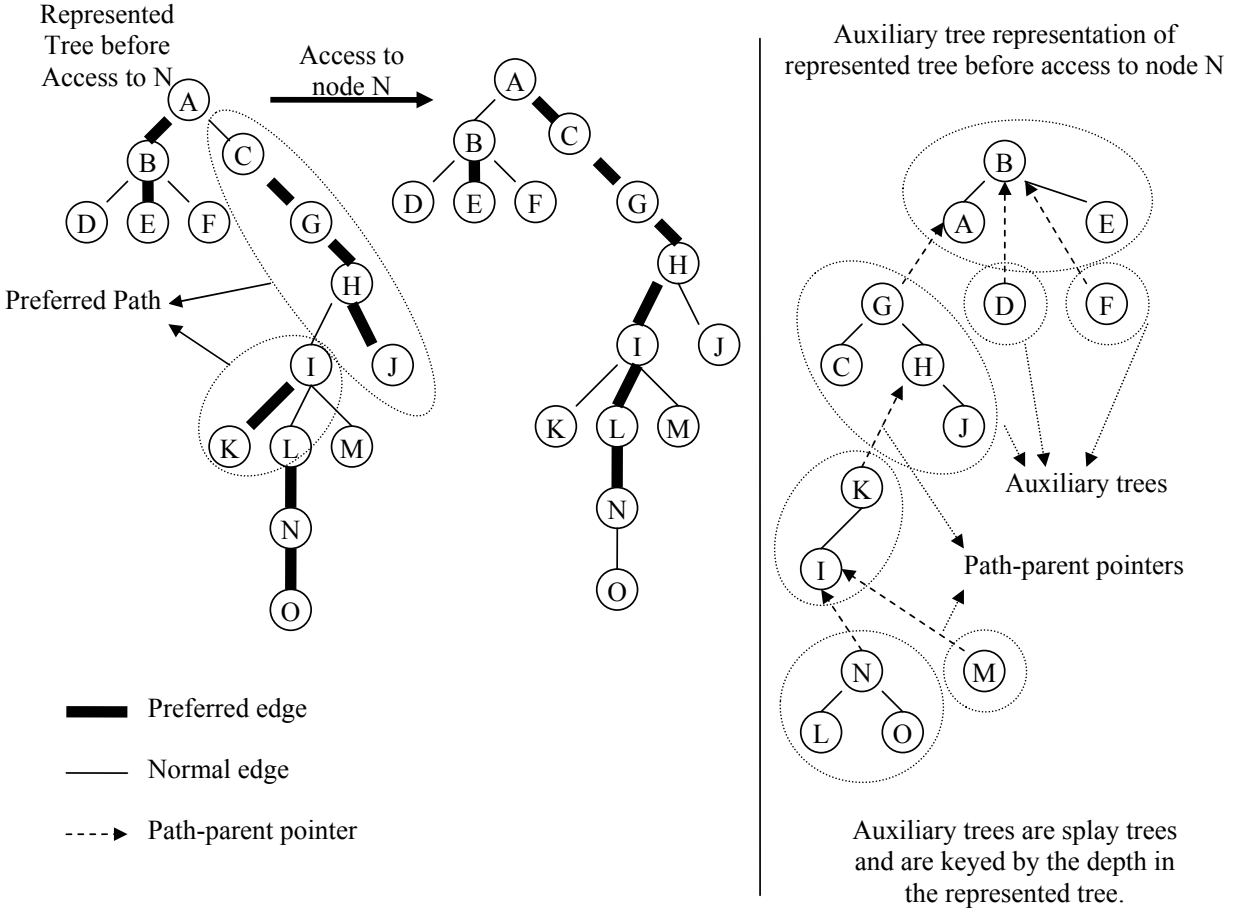 Represented
Tree before
Access to N
Access to
node N
A
B
C
D
E
F
G
H
I
J
K
L
M
N
O
Preferred Path
A
B
C
D
E
F
G
H
I
J
K
L
M
N
O
Preferred edge
Normal edge
Path-parent pointer
Auxiliary tree representation of
represented tree before access to node N
B
A
E
G
D
F
C
H
J
K
I
N
M
L
O
Auxiliary trees
Path-parent pointers
Auxiliary trees are splay trees
and are keyed by the depth in
the represented tree.